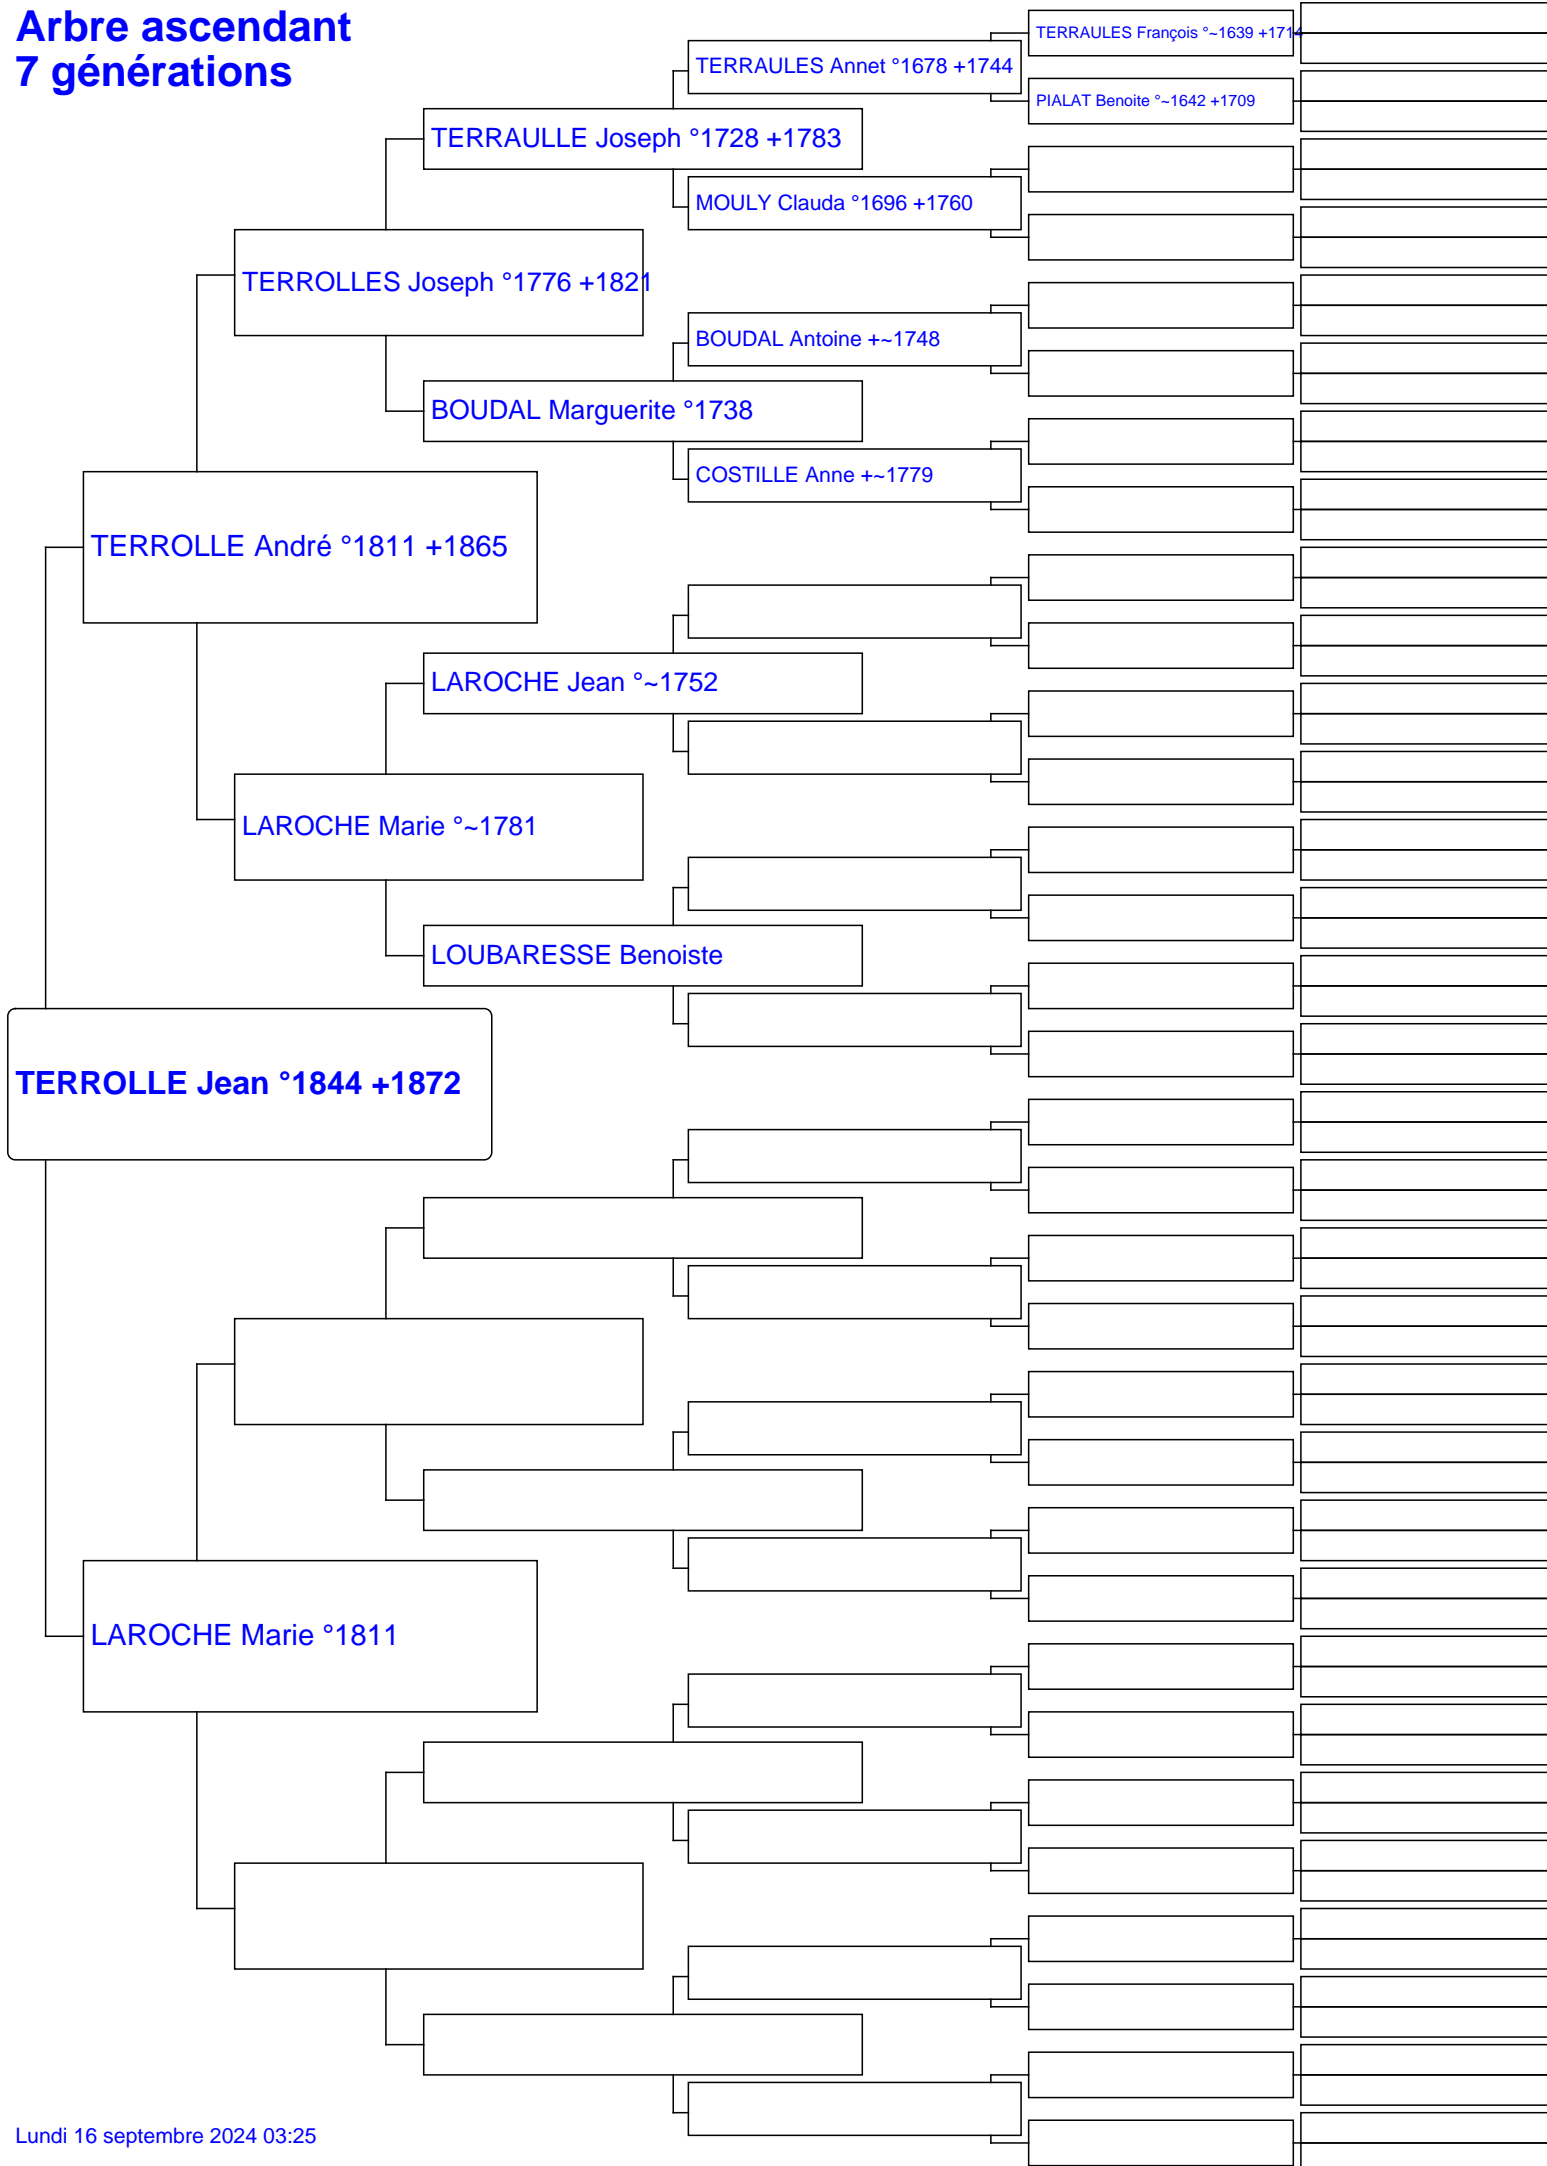 Arbre ascendant
7 générations
TERRAULES François °~1639 +1714
TERRAULES Annet °1678 +1744
PIALAT Benoite °~1642 +1709
TERRAULLE Joseph °1728 +1783
MOULY Clauda °1696 +1760
TERROLLES Joseph °1776 +1821
BOUDAL Antoine +~1748
BOUDAL Marguerite °1738
COSTILLE Anne +~1779
TERROLLE André °1811 +1865
LAROCHE Jean °~1752
LAROCHE Marie °~1781
LOUBARESSE Benoiste
TERROLLE Jean °1844 +1872
LAROCHE Marie °1811
Lundi 16 septembre 2024 03:25